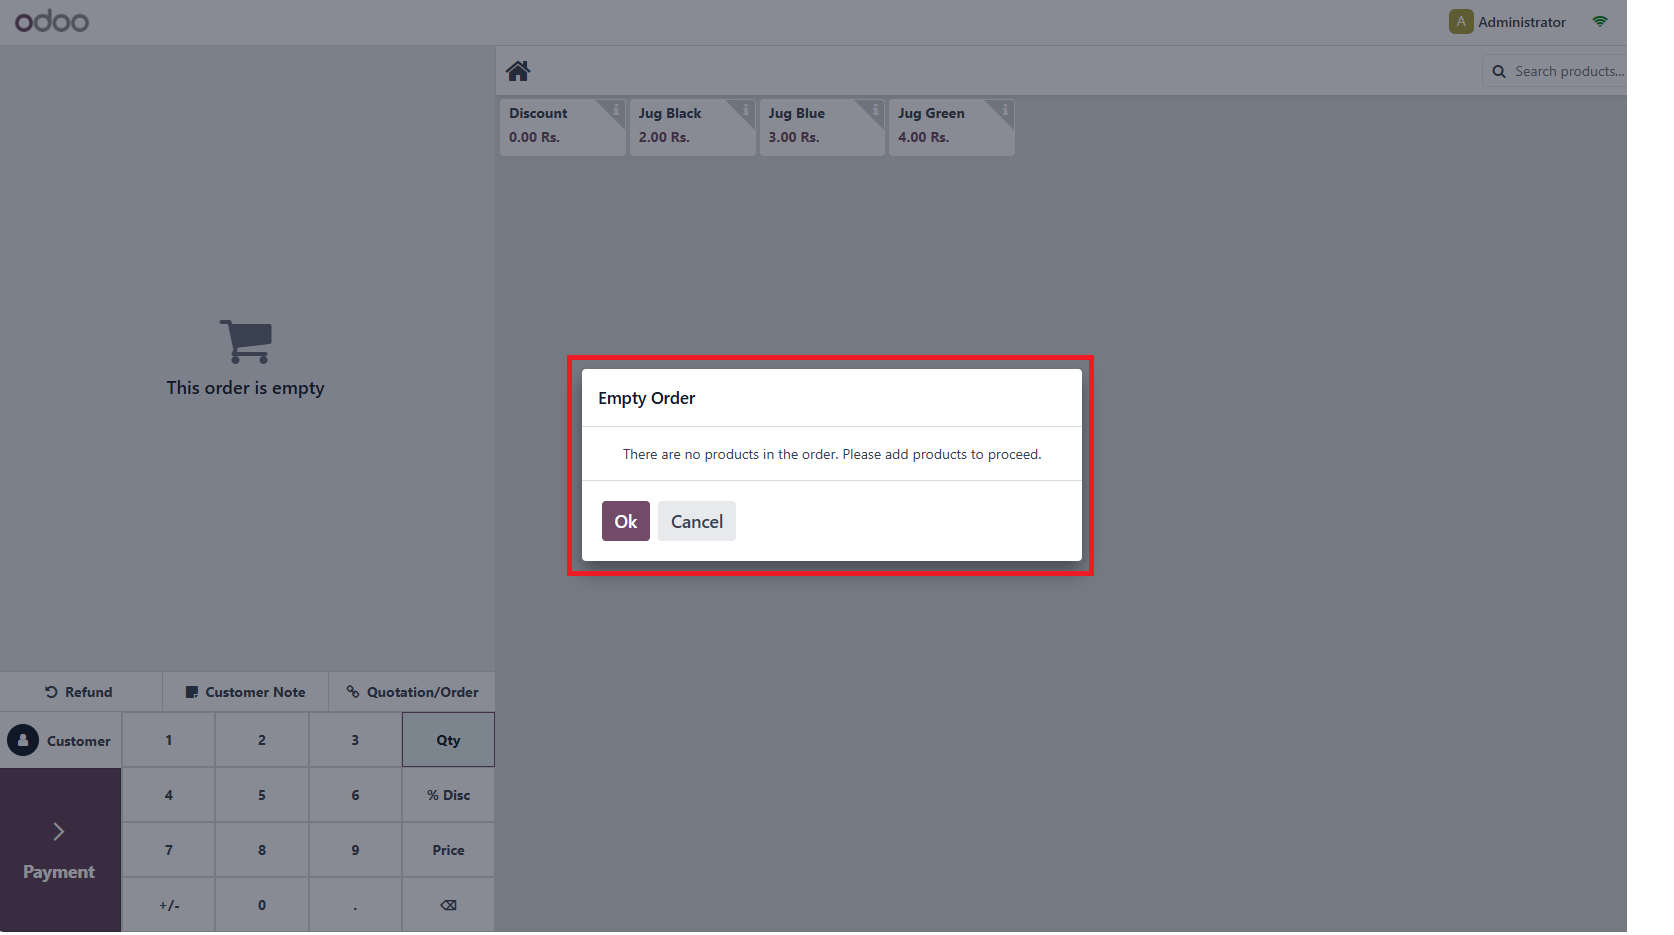 odoo
A Administrator
Search products...
Discount
0.00 Rs.
Jug Black
2.00 Rs.
Jug Blue
3.00 Rs.
Jug Green
4.00 Rs.
This order is empty
Empty Order
There are no products in the order. Please add products to proceed.
Ok Cancel
Refund Customer Note Quotation/Order
Customer 1 2 3 Qty
4 5 6 % Disc
7 8 9 Price
Payment
+/- 0 . ⌫